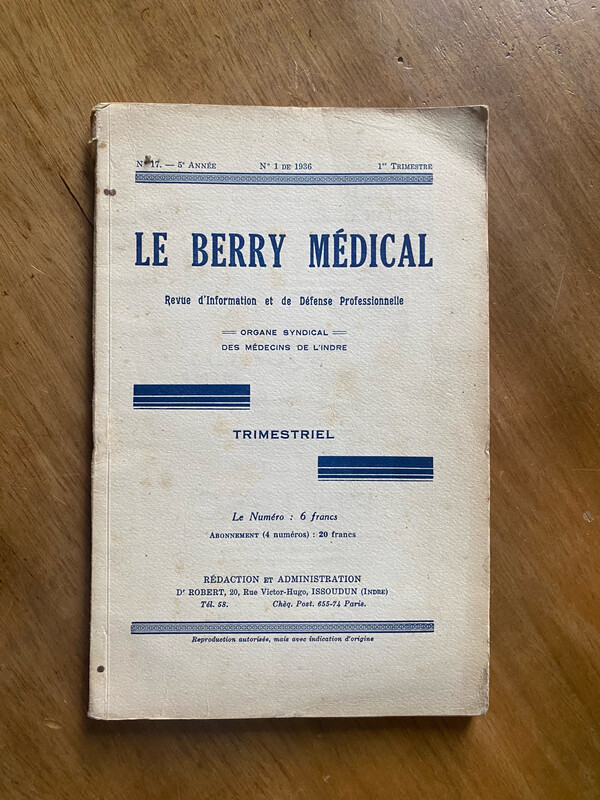 N° 17. — 5e ANNÉE N° 1 DE 1936 1er TRIMESTRE
LE BERRY MÉDICAL
Revue d'Information et de Défense Professionnelle
ORGANE SYNDICAL
DES MÉDECINS DE L'INDRE
TRIMESTRIEL
Le Numéro : 6 francs
ABONNEMENT (4 numéros) : 20 francs
RÉDACTION ET ADMINISTRATION
Dr ROBERT, 20, Rue Victor-Hugo, ISSOUDUN (INDRE)
Tél. 58. Chèq. Post. 655-74 Paris.
Reproduction autorisée, mais avec indication d'origine